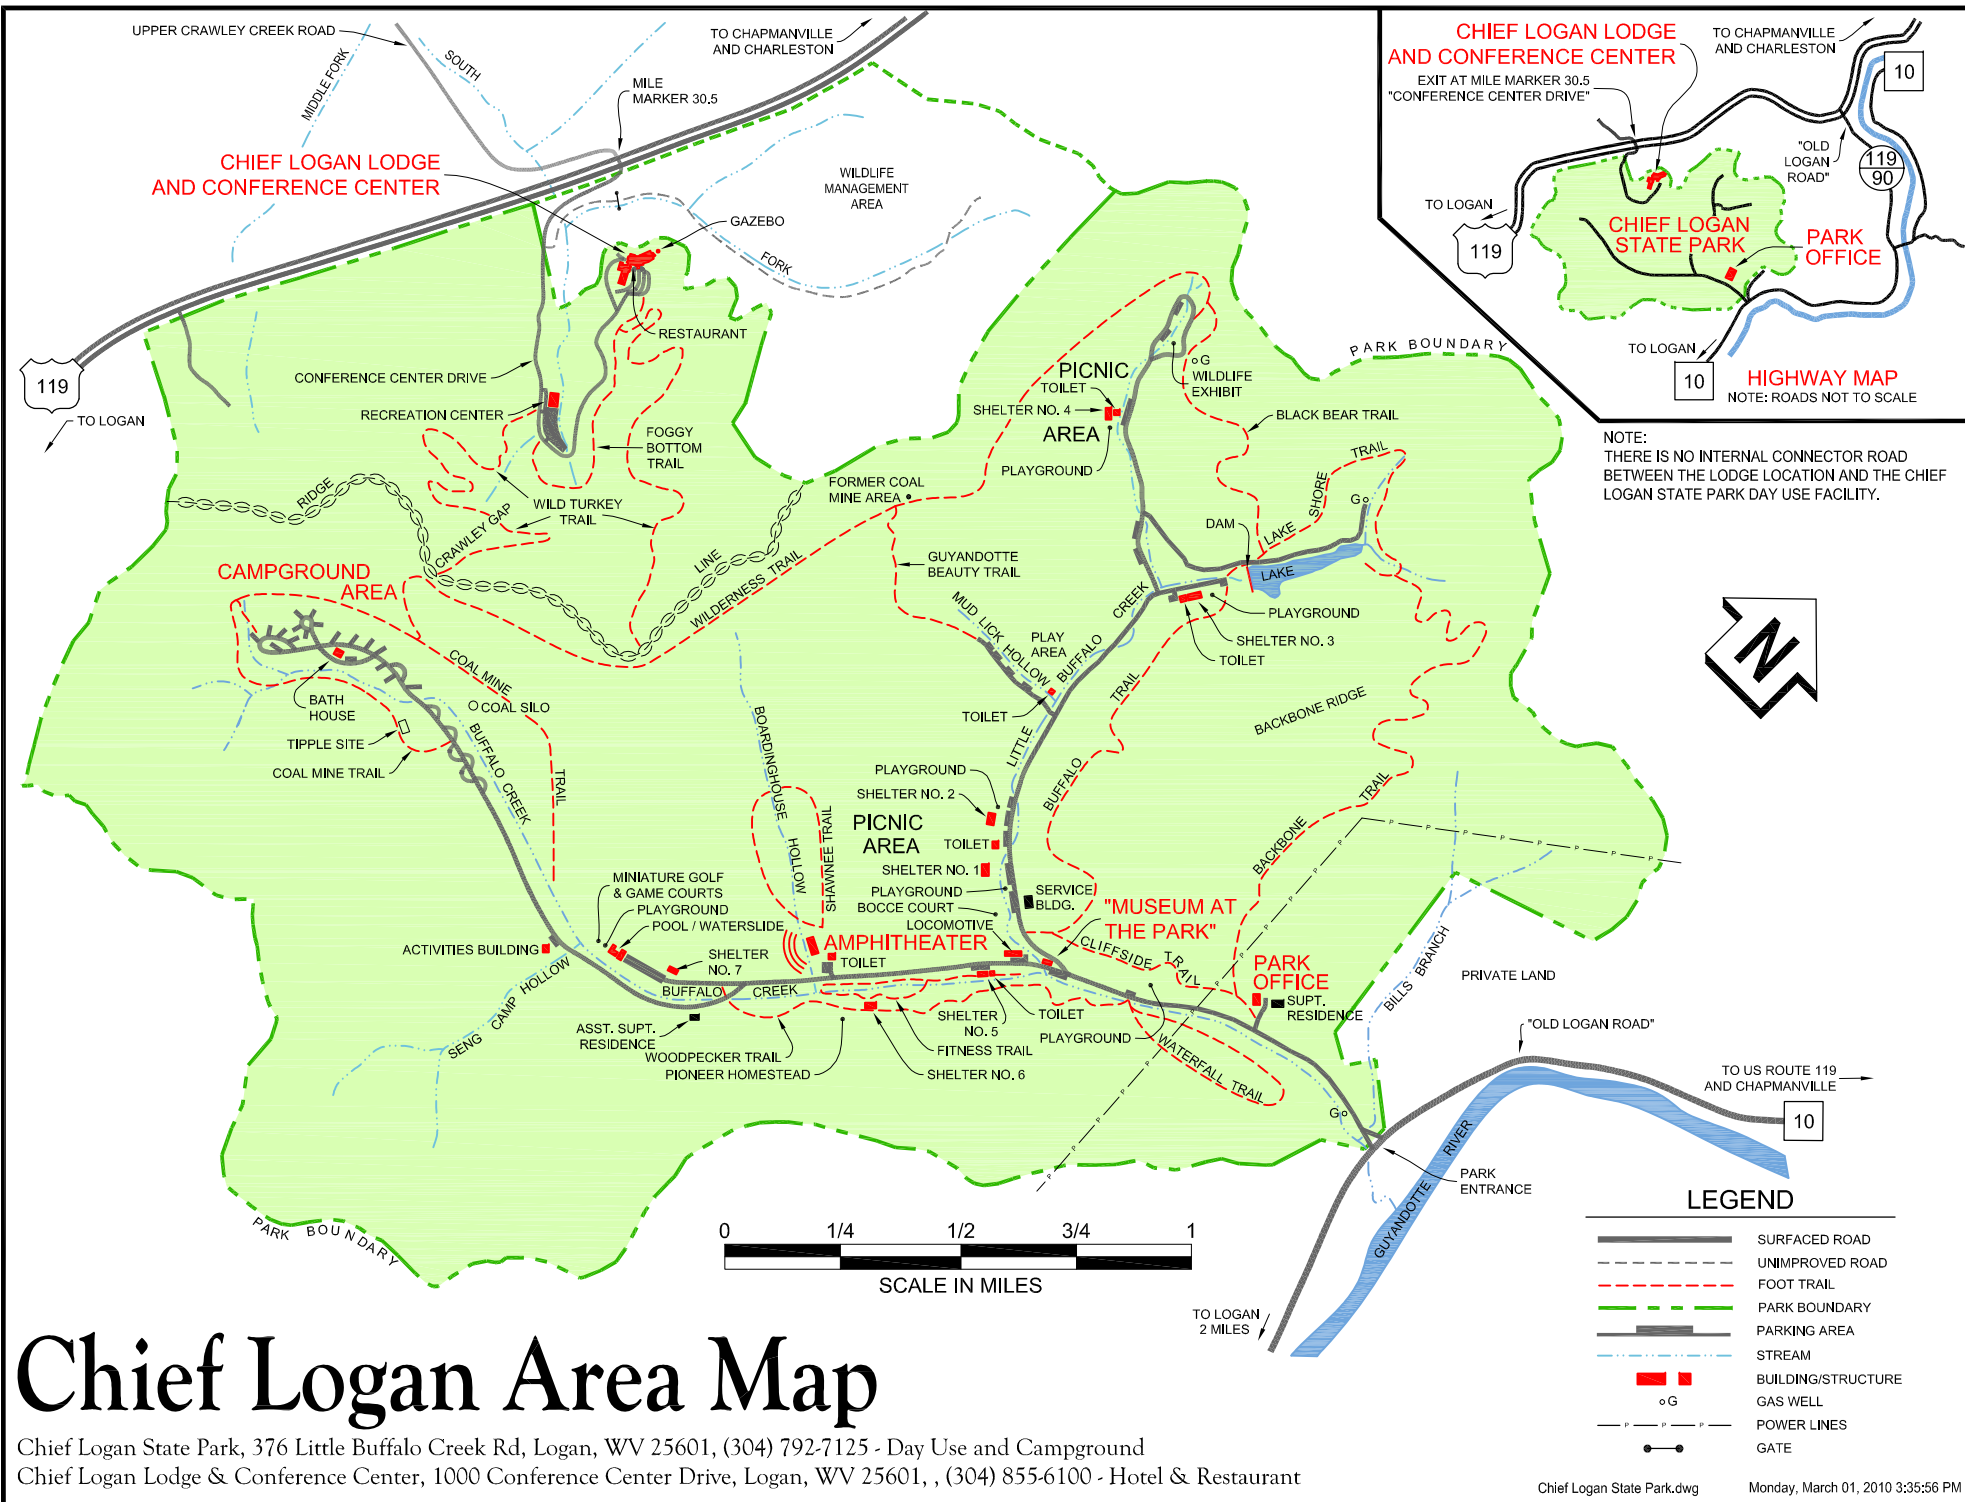 UPPER CRAWLEY CREEK ROAD
MIDDLE FORK
SOUTH
TO CHAPMANVILLE
AND CHARLESTON
MILE
MARKER 30.5
CHIEF LOGAN LODGE
AND CONFERENCE CENTER
WILDLIFE
MANAGEMENT
AREA
GAZEBO
FORK
RESTAURANT
119
TO LOGAN
CONFERENCE CENTER DRIVE
RECREATION CENTER
FOGGY
BOTTOM
TRAIL
WILD TURKEY
TRAIL
RIDGE
CRAWLEY GAP
LINE
WILDERNESS TRAIL
FORMER COAL
MINE AREA
GUYANDOTTE
BEAUTY TRAIL
PICNIC
TOILET
SHELTER NO. 4
AREA
PLAYGROUND
G
WILDLIFE
EXHIBIT
BLACK BEAR TRAIL
PARK BOUNDARY
LAKE
SHORE
TRAIL
G
DAM
LAKE
PLAYGROUND
SHELTER NO. 3
TOILET
CHIEF LOGAN LODGE
AND CONFERENCE CENTER
EXIT AT MILE MARKER 30.5
"CONFERENCE CENTER DRIVE"
TO CHAPMANVILLE
AND CHARLESTON
10
"OLD
LOGAN
ROAD"
119
90
TO LOGAN
119
CHIEF LOGAN
STATE PARK
PARK
OFFICE
TO LOGAN
10
HIGHWAY MAP
NOTE: ROADS NOT TO SCALE
NOTE:
THERE IS NO INTERNAL CONNECTOR ROAD
BETWEEN THE LODGE LOCATION AND THE CHIEF
LOGAN STATE PARK DAY USE FACILITY.
N
CAMPGROUND
AREA
BATH
HOUSE
TIPPLE SITE
COAL MINE TRAIL
COAL MINE
TRAIL
COAL SILO
BUFFALO CREEK
MUD LICK
HOLLOW
PLAY
AREA
TOILET
LITTLE
BUFFALO
CREEK
BUFFALO
TRAIL
BACKBONE RIDGE
BACKBONE
TRAIL
BOARDINGHOUSE
HOLLOW
SHAWNEE TRAIL
PLAYGROUND
SHELTER NO. 2
PICNIC
AREA
TOILET
SHELTER NO. 1
PLAYGROUND
BOCCE COURT
LOCOMOTIVE
SERVICE
BLDG.
"MUSEUM AT
THE PARK"
CLIFFSIDE
TRAIL
PARK
OFFICE
SUPT.
RESIDENCE
BILLS BRANCH
PRIVATE LAND
MINIATURE GOLF
& GAME COURTS
PLAYGROUND
POOL / WATERSLIDE
ACTIVITIES BUILDING
SHELTER
NO. 7
AMPHITHEATER
TOILET
BUFFALO
CREEK
SENG CAMP HOLLOW
ASST. SUPT.
RESIDENCE
WOODPECKER TRAIL
PIONEER HOMESTEAD
SHELTER
NO. 5
TOILET
FITNESS TRAIL
SHELTER NO. 6
PLAYGROUND
WATERFALL TRAIL
G
"OLD LOGAN ROAD"
TO US ROUTE 119
AND CHAPMANVILLE
10
GUYANDOTTE
RIVER
PARK
ENTRANCE
TO LOGAN
2 MILES
PARK BOUNDARY
0 1/4 1/2 3/4 1
SCALE IN MILES
LEGEND
SURFACED ROAD
UNIMPROVED ROAD
FOOT TRAIL
PARK BOUNDARY
PARKING AREA
STREAM
BUILDING/STRUCTURE
G GAS WELL
P P P POWER LINES
GATE
Chief Logan Area Map
Chief Logan State Park, 376 Little Buffalo Creek Rd, Logan, WV 25601, (304) 792-7125 - Day Use and Campground
Chief Logan Lodge & Conference Center, 1000 Conference Center Drive, Logan, WV 25601, , (304) 855-6100 - Hotel & Restaurant
Chief Logan State Park.dwg Monday, March 01, 2010 3:35:56 PM